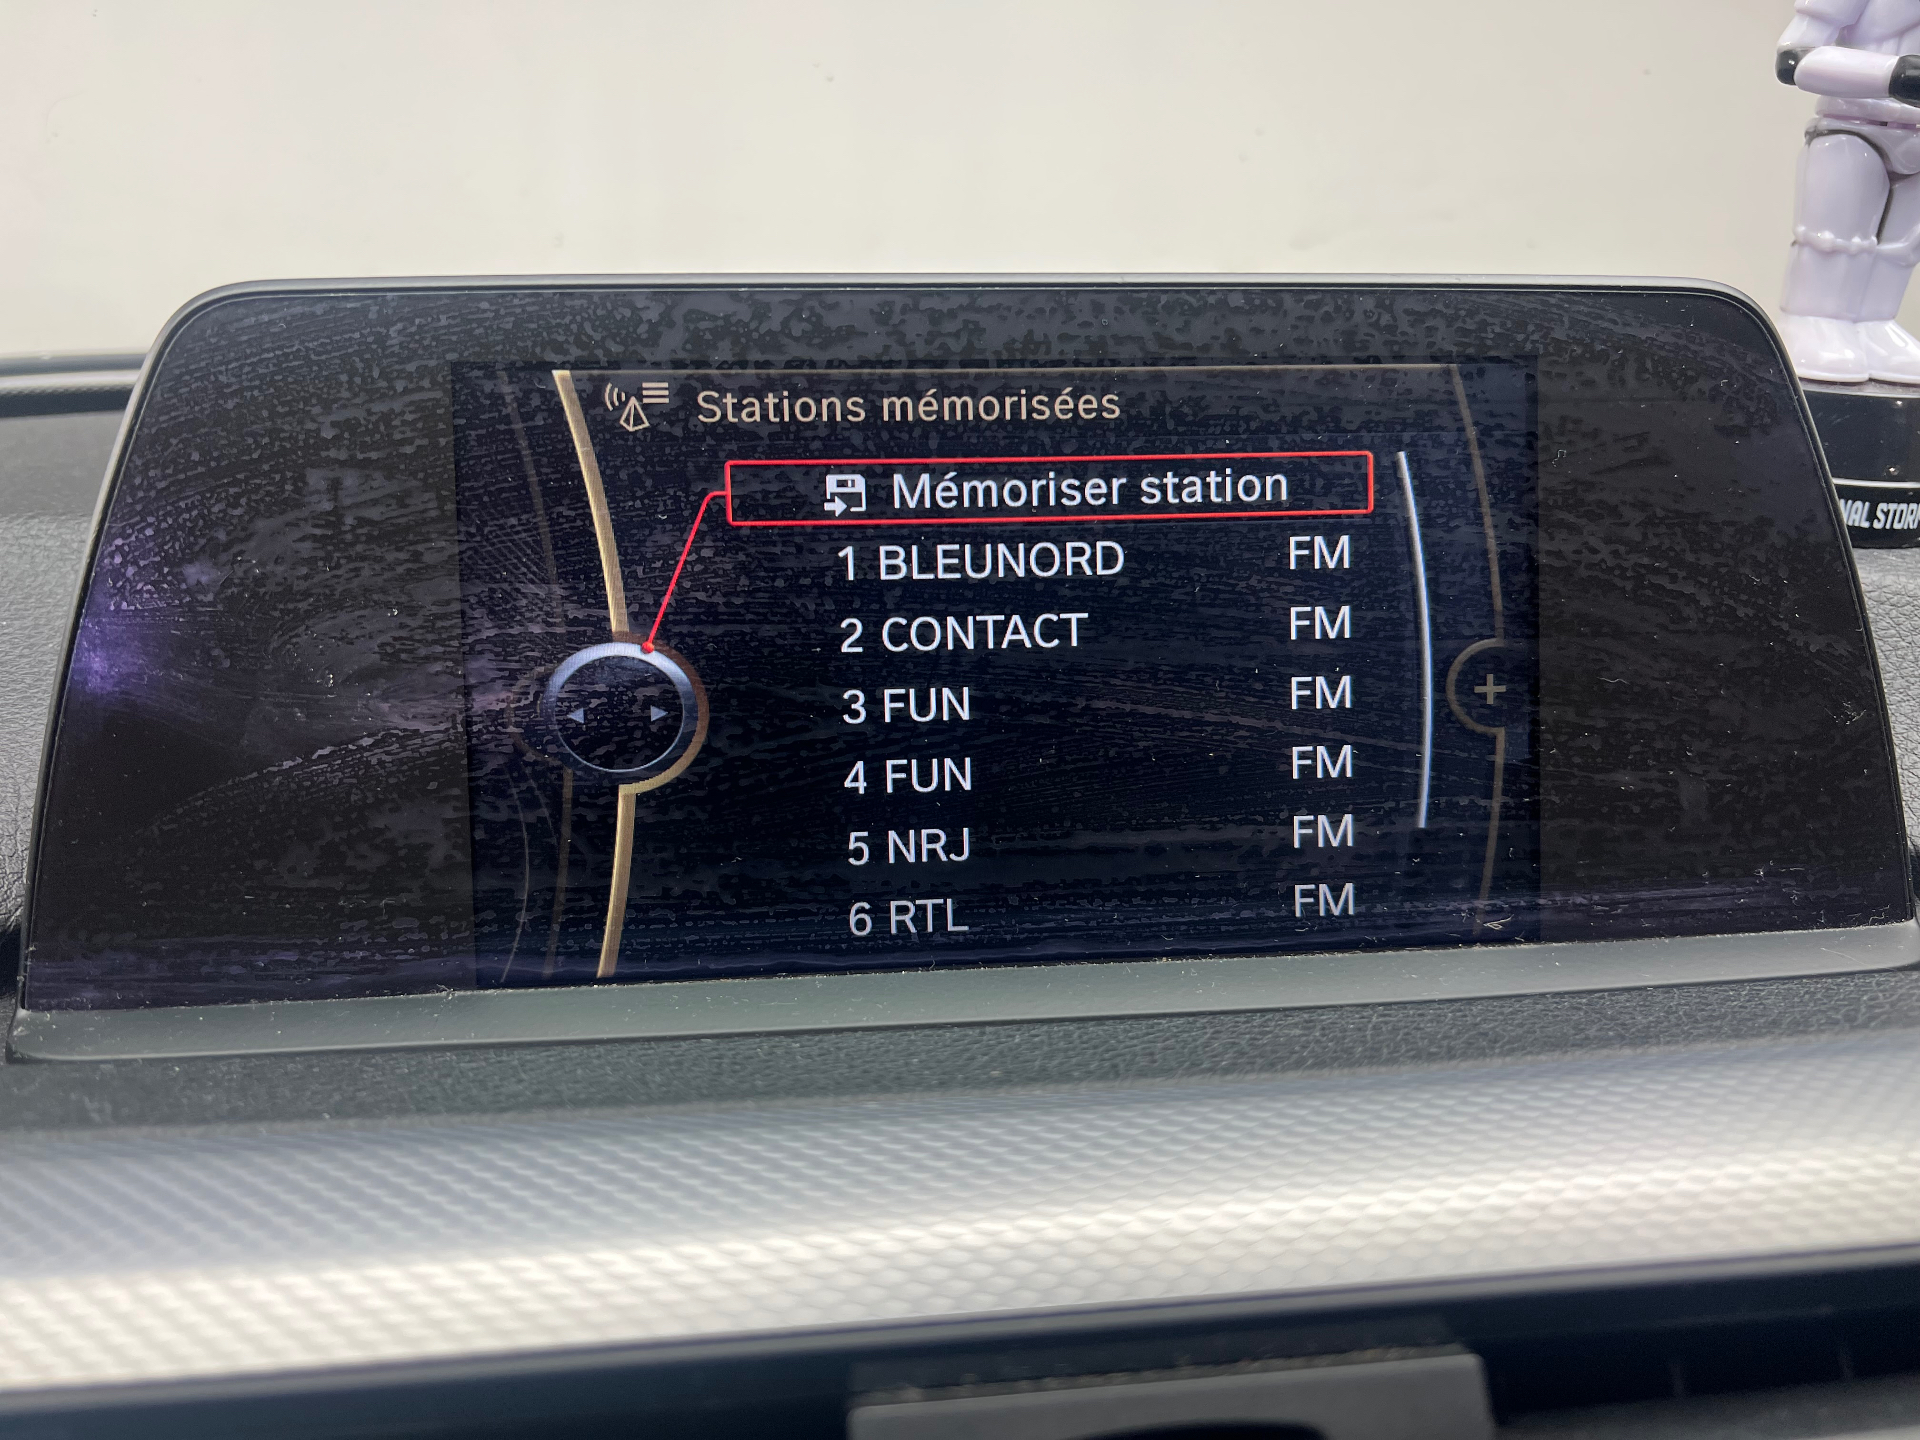 Stations mémorisées
Mémoriser station
1 BLEUNORD FM
2 CONTACT FM
3 FUN FM
4 FUN FM
5 NRJ FM
6 RTL FM
+